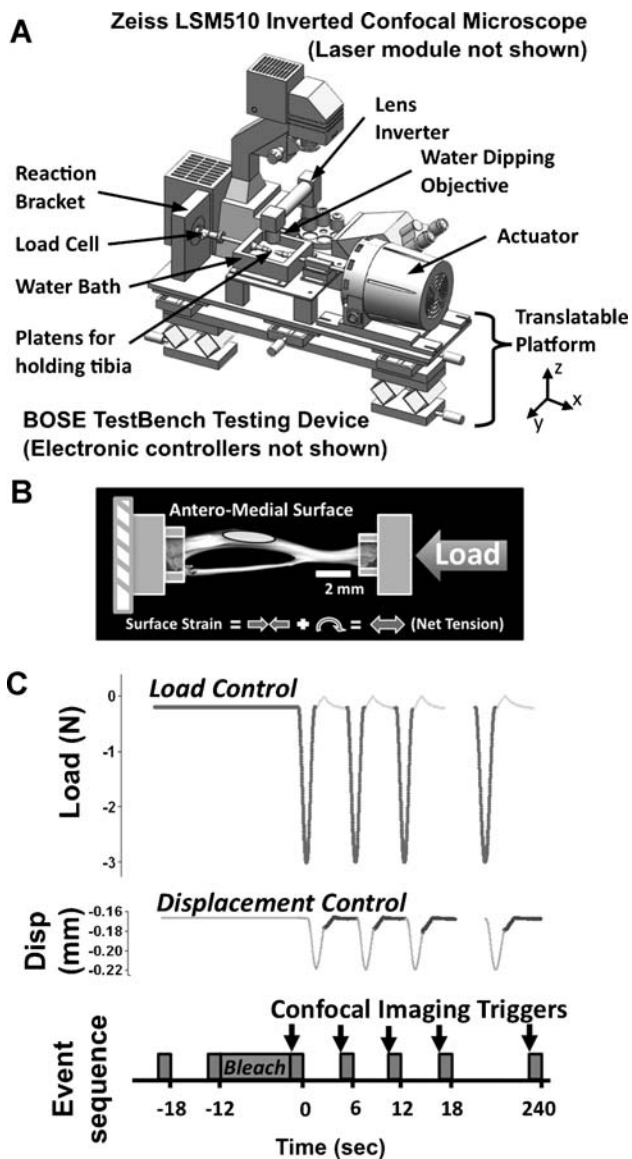 A
Zeiss LSM510 Inverted Confocal Microscope
(Laser module not shown)
Lens
Inverter
Water Dipping
Objective
Reaction
Bracket
Load Cell
Actuator
Water Bath
Platens for
holding tibia
Translatable
Platform
z
x
y
BOSE TestBench Testing Device
(Electronic controllers not shown)
B
Antero-Medial Surface
Load
2 mm
Surface Strain = + = (Net Tension)
C
Load Control
Load (N)
0
-1
-2
-3
Displacement Control
Disp
(mm)
-0.16
-0.18
-0.20
-0.22
Confocal Imaging Triggers
Event
sequence
Bleach
-18 -12 0 6 12 18 240
Time (sec)